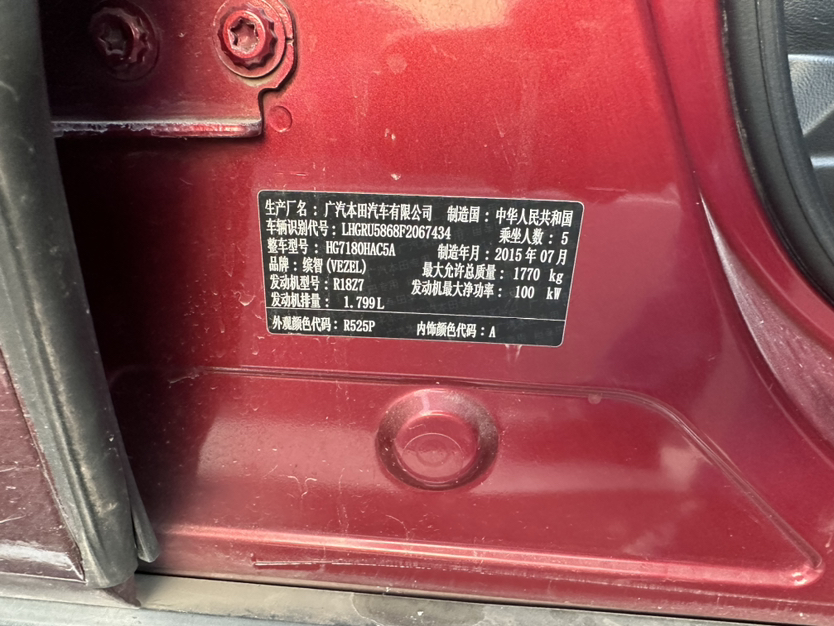 生产厂名：广汽本田汽车有限公司 制造国：中华人民共和国
车辆识别代号：LHGRU5868F2067434 乘坐人数：5
整车型号：HG7180HAC5A 制造年月：2015年07月
品牌：缤智(VEZEL) 最大允许总质量：1770 kg
发动机型号：R18Z7 发动机最大净功率：100 kW
发动机排量：1.799L
外观颜色代码：R525P 内饰颜色代码：A